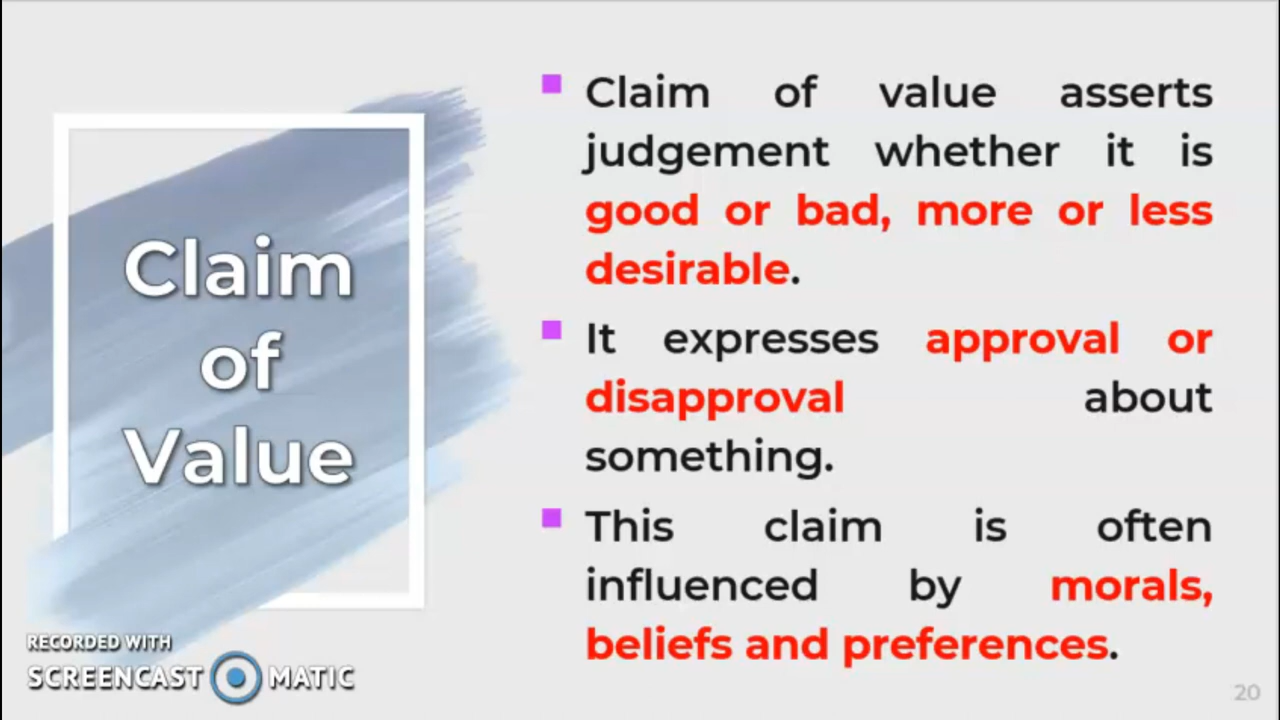 Claim
of
Value
Claim of value asserts
judgement whether it is
good or bad, more or less
desirable.
It expresses approval or
disapproval about
something.
This claim is often
influenced by morals,
beliefs and preferences.
RECORDED WITH
SCREENCAST MATIC
20